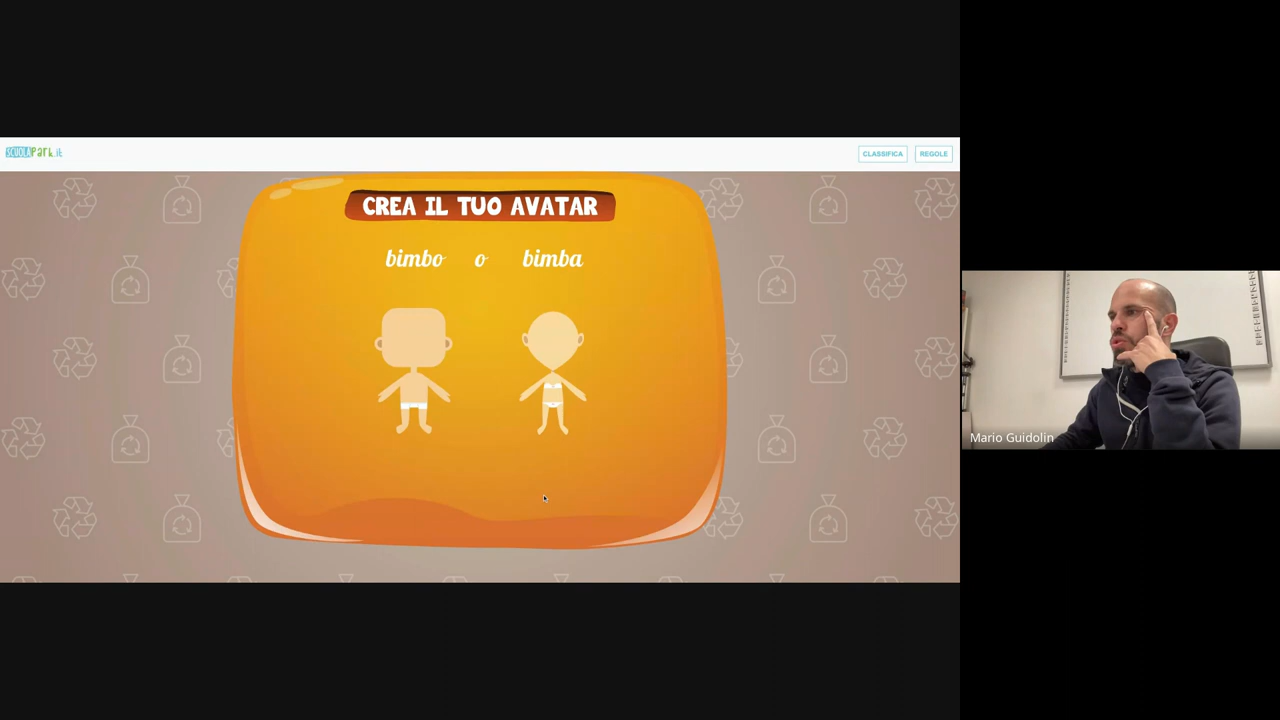 SCUOLAPark.it
CLASSIFICA
REGOLE
CREA IL TUO AVATAR
bimbo o bimba
Mario Guidolin